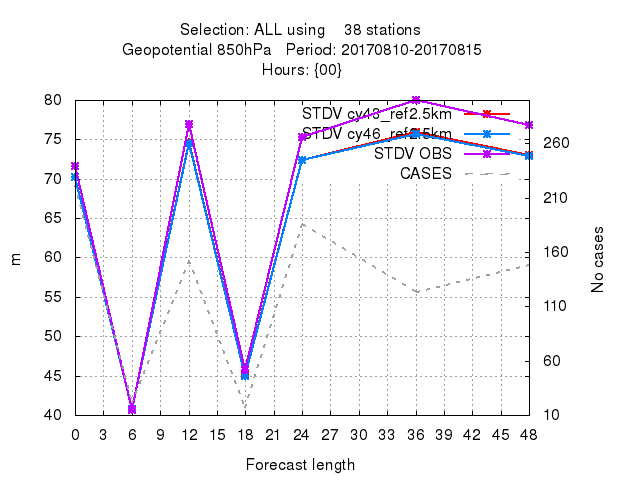 Selection: ALL using 38 stations
Geopotential 850hPa Period: 20170810-20170815
Hours: {00}
80
75
70
65
60
55
50
45
40
m
STDV cy43_ref2.5km
STDV cy46_ref2.5km
STDV OBS
CASES
260
210
160
110
60
10
No cases
0 3 6 9 12 15 18 21 24 27 30 33 36 39 42 45 48
Forecast length